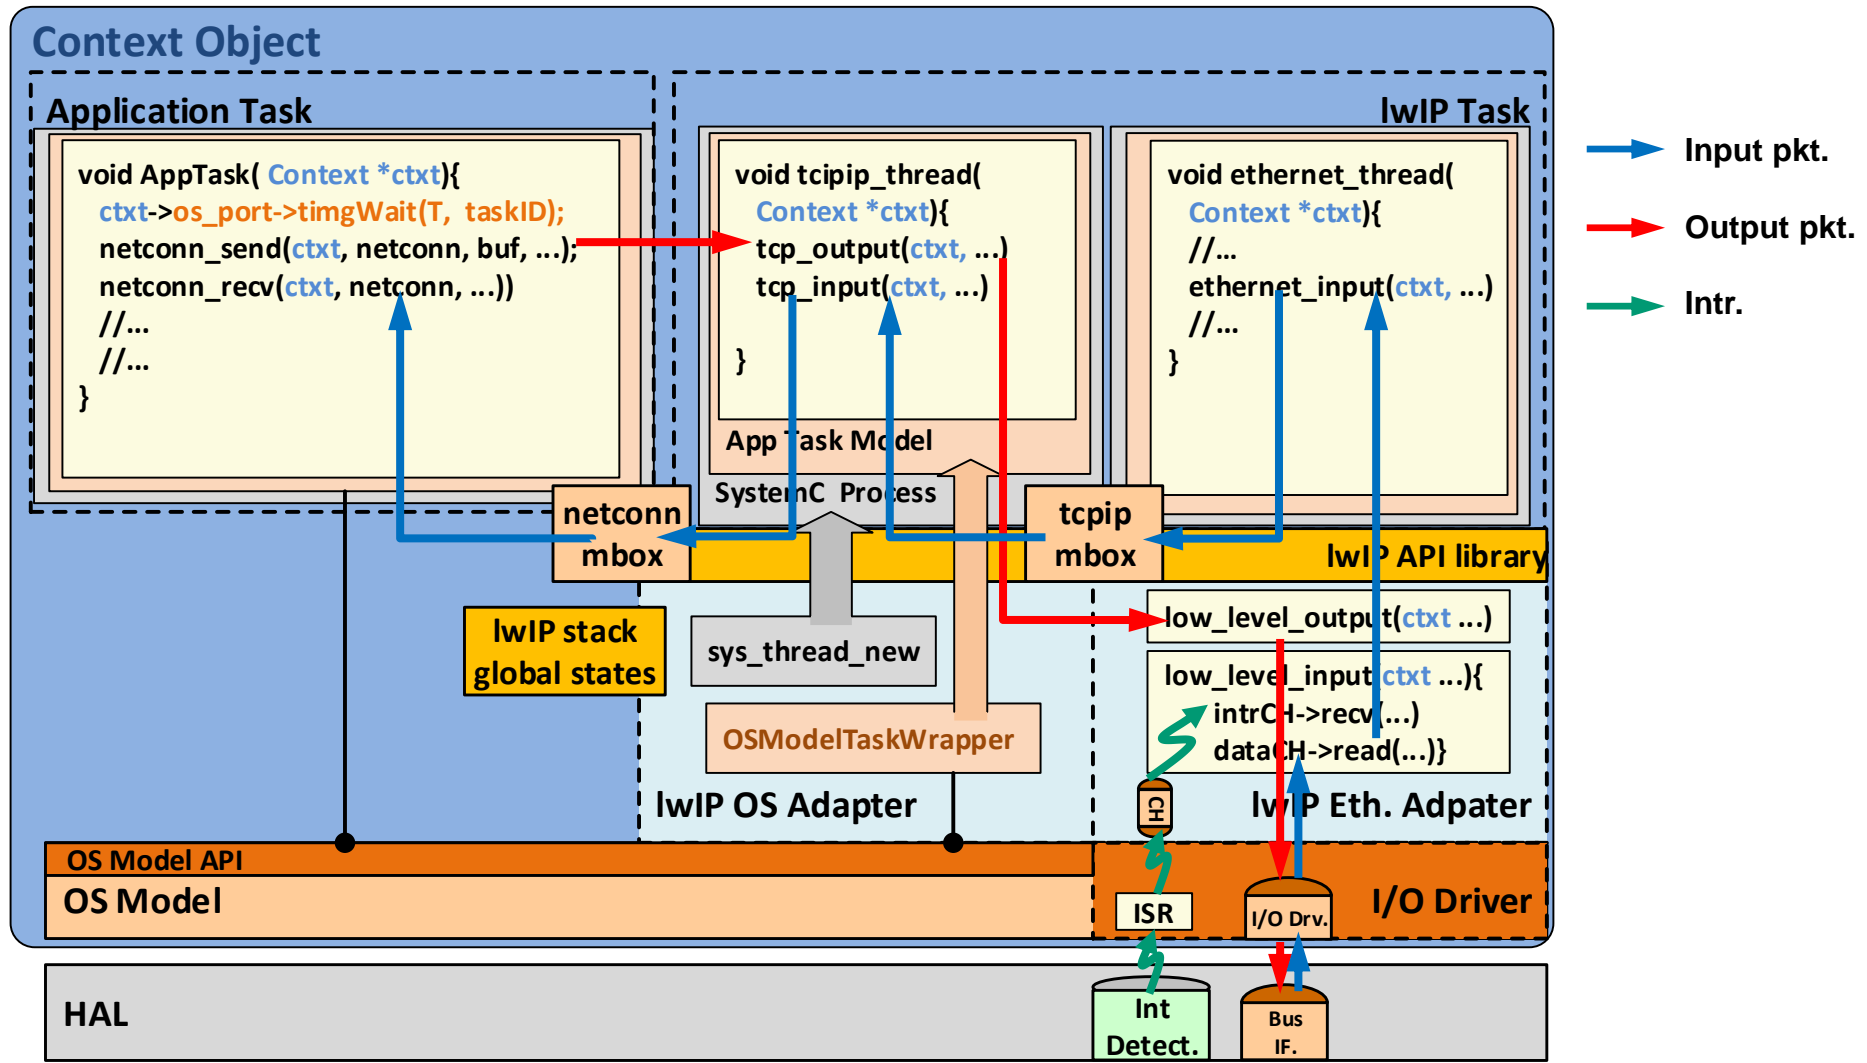 Context Object
Application Task
void AppTask( Context *ctxt){
ctxt->os_port->timgWait(T, taskID);
netconn_send(ctxt, netconn, buf, ...);
netconn_recv(ctxt, netconn, ...))
//...
//...
}
lwIP Task
void tcipip_thread(
Context *ctxt){
tcp_output(ctxt, ...)
tcp_input(ctxt, ...)
}
App Task Model
SystemC Process
void ethernet_thread(
Context *ctxt){
//...
ethernet_input(ctxt, ...)
//...
}
Input pkt.
Output pkt.
Intr.
netconn
mbox
tcpip
mbox
lwIP API library
lwIP stack
global states
sys_thread_new
OSModelTaskWrapper
lwIP OS Adapter
low_level_output(ctxt ...)
low_level_input(ctxt ...){
intrCH->recv(...)
dataCH->read(...)}
CH
lwIP Eth. Adpater
OS Model API
OS Model
ISR
I/O Drv.
I/O Driver
HAL
Int
Detect.
Bus
IF.